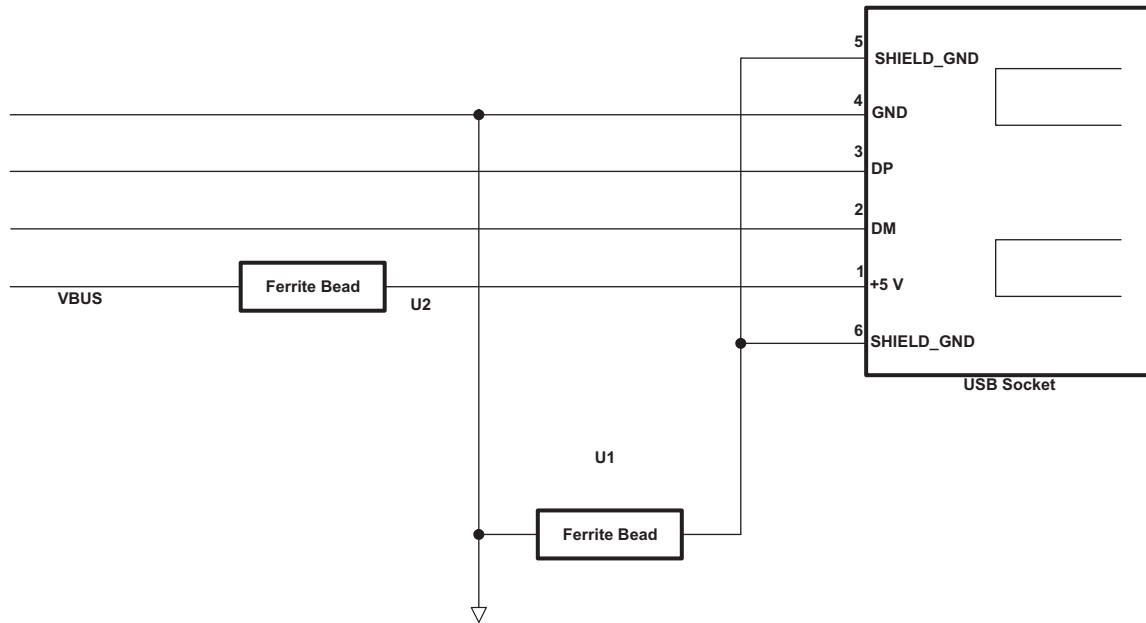 5
SHIELD_GND
4
GND
3
DP
2
DM
1
+5 V
VBUS
Ferrite Bead
U2
6
SHIELD_GND
USB Socket
U1
Ferrite Bead